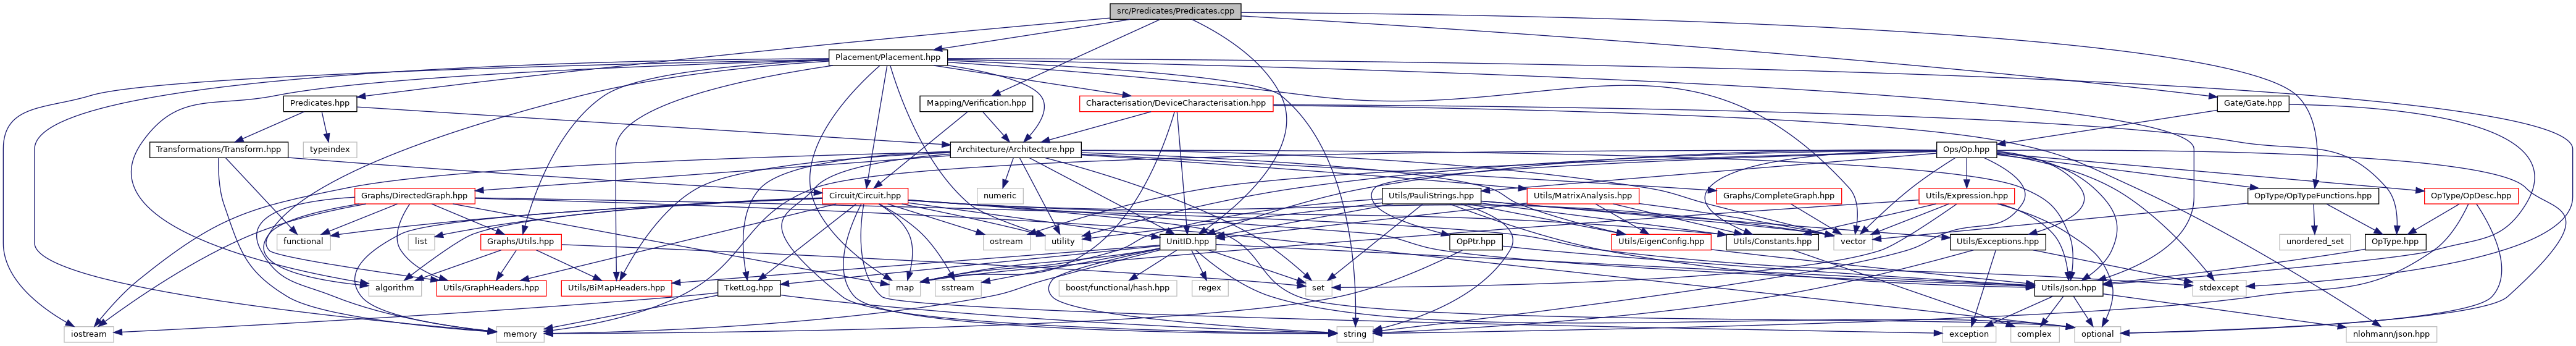 src/Predicates/Predicates.cpp
Placement/Placement.hpp
Predicates.hpp
Mapping/Verification.hpp
Characterisation/DeviceCharacterisation.hpp
Gate/Gate.hpp
Transformations/Transform.hpp
typeindex
Architecture/Architecture.hpp
Ops/Op.hpp
Graphs/DirectedGraph.hpp
Circuit/Circuit.hpp
numeric
Utils/PauliStrings.hpp
Utils/MatrixAnalysis.hpp
Graphs/CompleteGraph.hpp
Utils/Expression.hpp
OpType/OpTypeFunctions.hpp
OpType/OpDesc.hpp
functional
list
Graphs/Utils.hpp
ostream
utility
UnitID.hpp
OpPtr.hpp
Utils/EigenConfig.hpp
Utils/Constants.hpp
vector
Utils/Exceptions.hpp
unordered_set
OpType.hpp
algorithm
Utils/GraphHeaders.hpp
Utils/BiMapHeaders.hpp
TketLog.hpp
map
sstream
boost/functional/hash.hpp
regex
set
Utils/Json.hpp
stdexcept
iostream
memory
string
exception
complex
optional
nlohmann/json.hpp